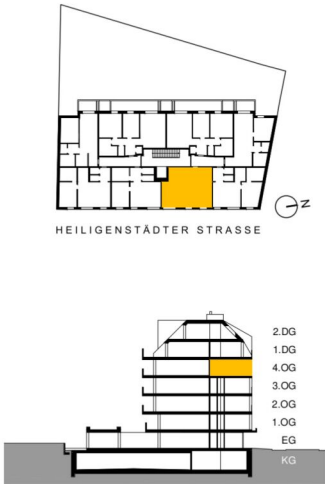 N
HEILIGENSTÄDTER STRASSE
2.DG
1.DG
4.OG
3.OG
2.OG
1.OG
EG
KG